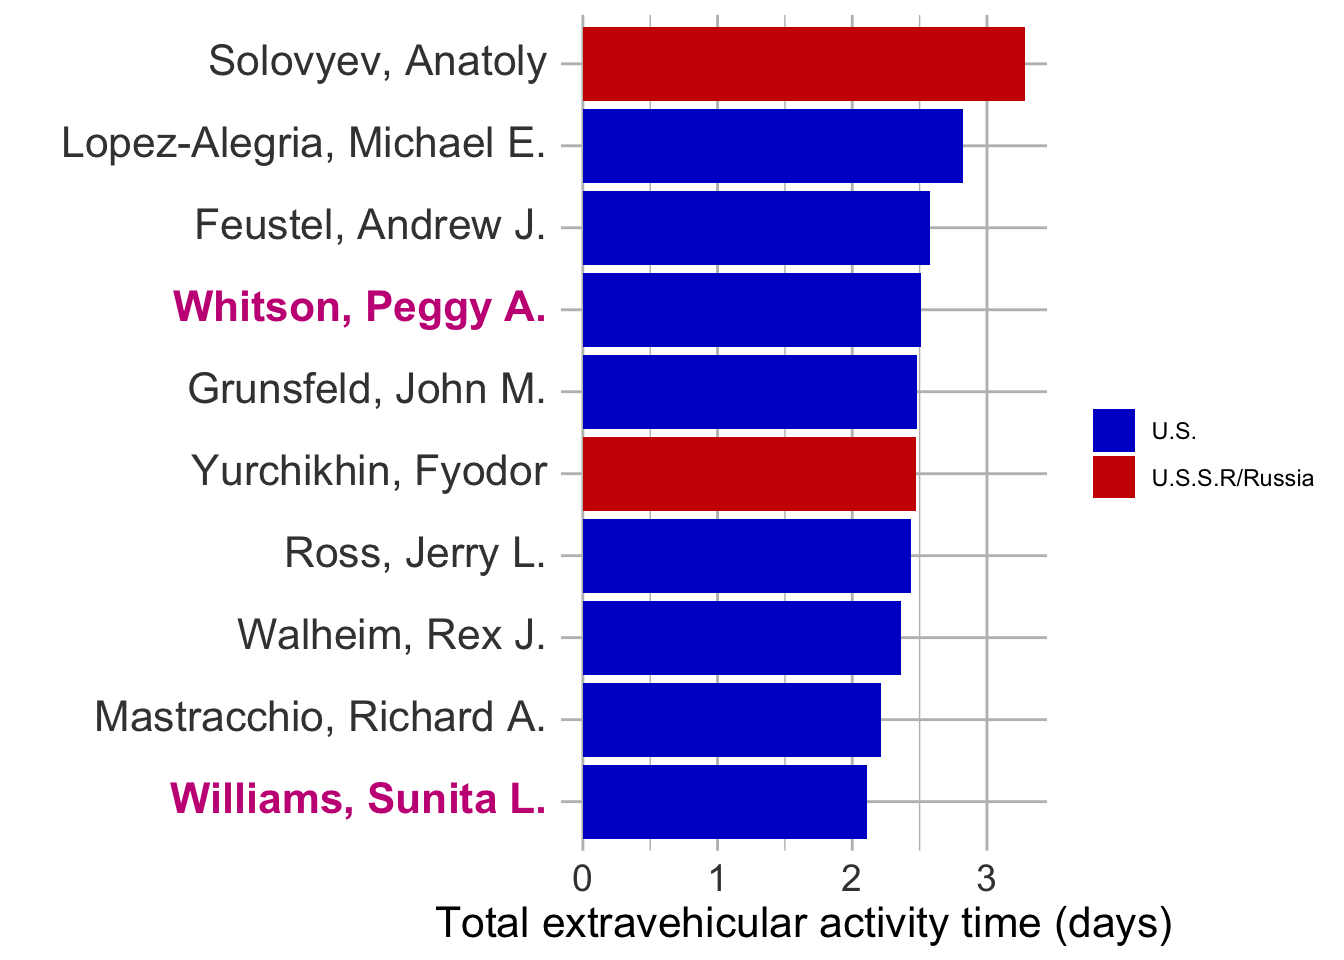 Solovyev, Anatoly
Lopez-Alegria, Michael E.
Feustel, Andrew J.
Whitson, Peggy A.
Grunsfeld, John M.
Yurchikhin, Fyodor
Ross, Jerry L.
Walheim, Rex J.
Mastracchio, Richard A.
Williams, Sunita L.
0 1 2 3
Total extravehicular activity time (days)
U.S.
U.S.S.R/Russia